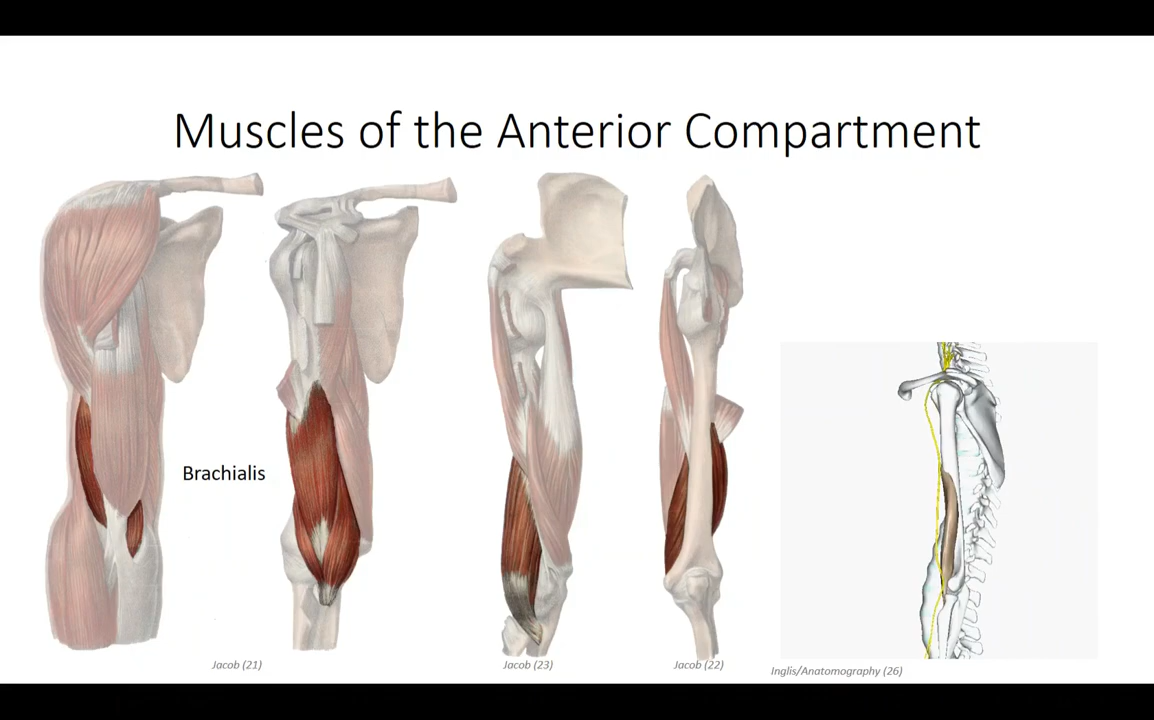 Muscles of the Anterior Compartment
Brachialis
Jacob (21)
Jacob (23)
Jacob (22)
Inglis/Anatomography (26)